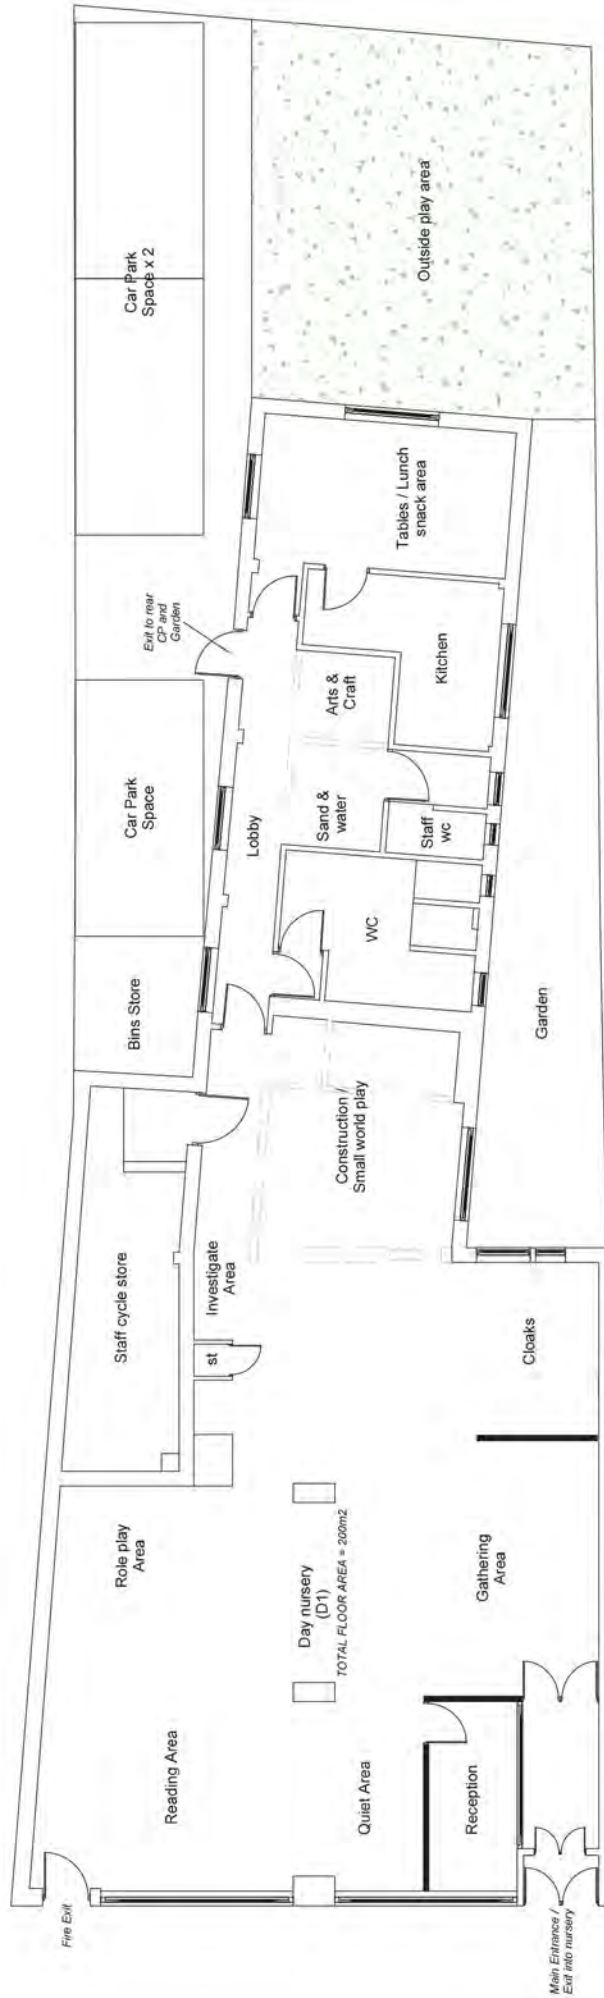 Car Park
Space x 2
Outside play area
Exit to rear
CP and
Garden
Tables / Lunch
snack area
Car Park
Space
Arts &
Craft
Kitchen
Lobby
Sand &
water
Staff
wc
WC
Bins Store
Garden
Construction /
Small world play
Staff cycle store
Investigate
Area
st
Cloaks
Role play
Area
Day nursery
(D1)
TOTAL FLOOR AREA = 200m2
Gathering
Area
Reading Area
Quiet Area
Reception
Fire Exit
Main Entrance /
Exit into nursery